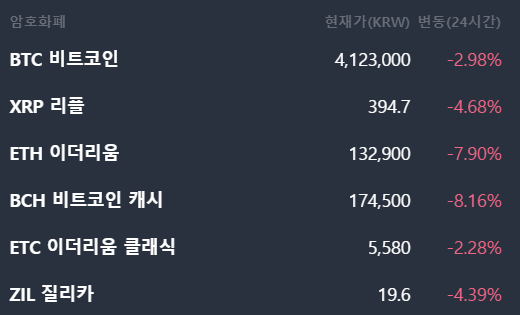 암호화폐 현재가(KRW) 변동(24시간)
BTC 비트코인 4,123,000 -2.98%
XRP 리플 394.7 -4.68%
ETH 이더리움 132,900 -7.90%
BCH 비트코인 캐시 174,500 -8.16%
ETC 이더리움 클래식 5,580 -2.28%
ZIL 질리카 19.6 -4.39%